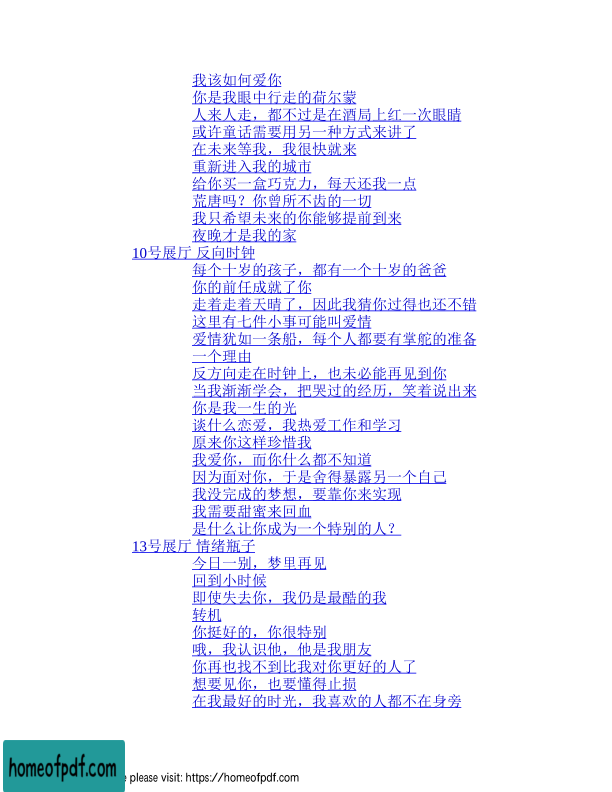 我该如何爱你
你是我眼中行走的荷尔蒙
人来人走，都不过是在酒局上红一次眼睛
或许童话需要用另一种方式来讲了
在未来等我，我很快就来
重新进入我的城市
给你买一盒巧克力，每天还我一点
荒唐吗？你曾所不齿的一切
我只希望未来的你能够提前到来
夜晚才是我的家
10号展厅 反向时钟
每个十岁的孩子，都有一个十岁的爸爸
你的前任成就了你
走着走着天晴了，因此我猜你过得也还不错
这里有七件小事可能叫爱情
爱情犹如一条船，每个人都要有掌舵的准备
一个理由
反方向走在时钟上，也未必能再见到你
当我渐渐学会，把哭过的经历，笑着说出来
你是我一生的光
谈什么恋爱，我热爱工作和学习
原来你这样珍惜我
我爱你，而你什么都不知道
因为面对你，于是舍得暴露另一个自己
我没完成的梦想，要靠你来实现
我需要甜蜜来回血
是什么让你成为一个特别的人？
13号展厅 情绪瓶子
今日一别，梦里再见
回到小时候
即使失去你，我仍是最酷的我
转机
你挺好的，你很特别
哦，我认识他，他是我朋友
你再也找不到比我对你更好的人了
想要见你，也要懂得止损
在我最好的时光，我喜欢的人都不在身旁
homeofpdf.com
please visit: https://homeofpdf.com